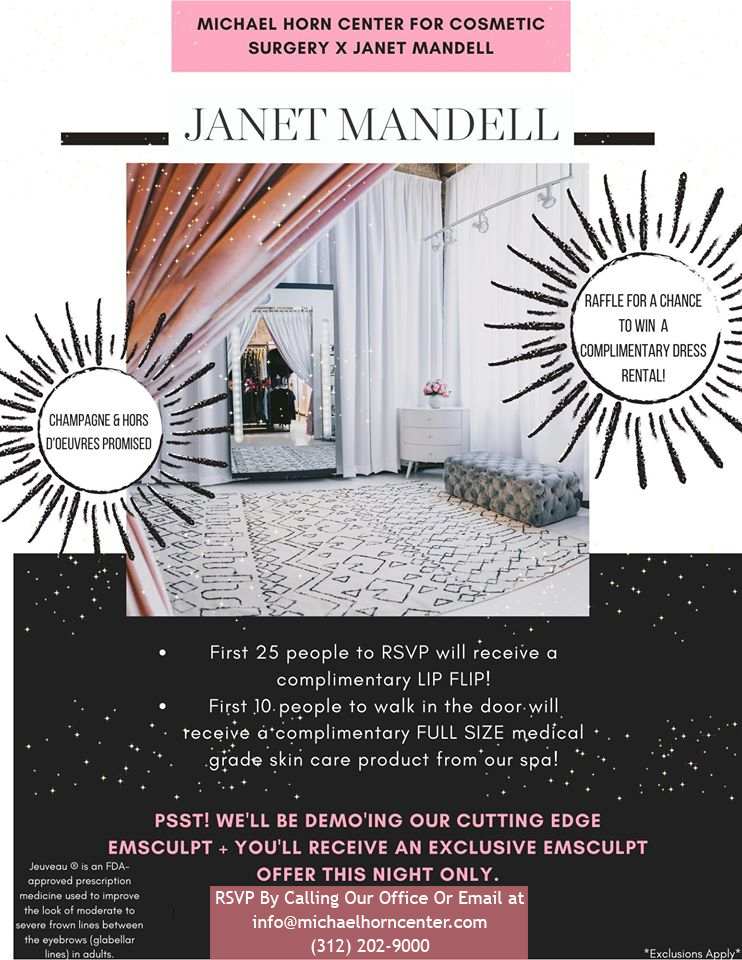 MICHAEL HORN CENTER FOR COSMETIC
SURGERY X JANET MANDELL
JANET MANDELL
RAFFLE FOR A CHANCE
TO WIN A
COMPLIMENTARY DRESS
RENTAL!
CHAMPAGNE & HORS
D'OEUVRES PROMISED
• First 25 people to RSVP will receive a
complimentary LIP FLIP!
• First 10 people to walk in the door will
receive a complimentary FULL SIZE medical
grade skin care product from our spa!
PSST! WE'LL BE DEMO'ING OUR CUTTING EDGE
EMSCULPT + YOU'LL RECEIVE AN EXCLUSIVE EMSCULPT
OFFER THIS NIGHT ONLY.
Jeuveau ® is an FDA-
approved prescription
medicine used to improve
the look of moderate to
severe frown lines between
the eyebrows (glabellar
lines) in adults.
RSVP By Calling Our Office Or Email at
info@michaelhorncenter.com
(312) 202-9000
*Exclusions Apply*